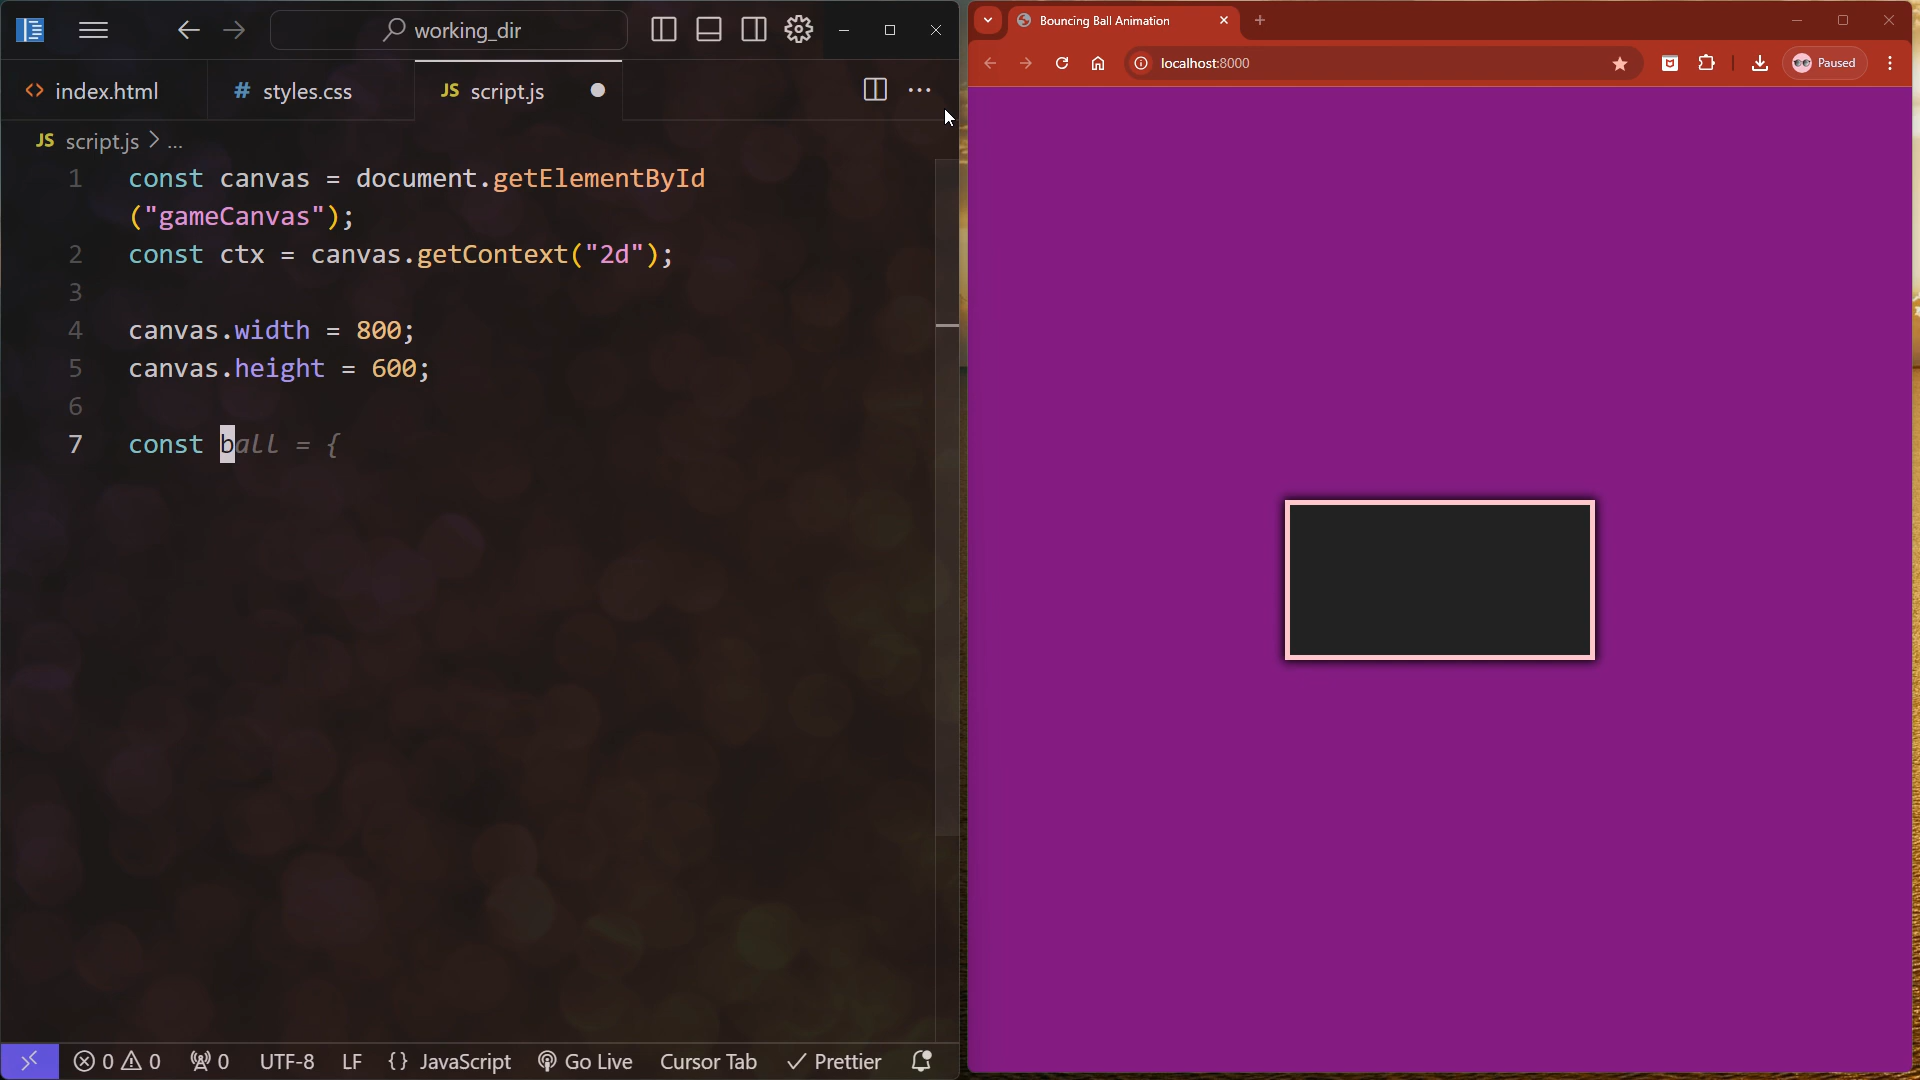 working_dir
index.html
# styles.css
JS script.js
JS script.js > ...
1 const canvas = document.getElementById
("gameCanvas");
2 const ctx = canvas.getContext("2d");
3
4 canvas.width = 800;
5 canvas.height = 600;
6
7 const ball = {
0 0 0 UTF-8 LF {} JavaScript Go Live Cursor Tab Prettier
Bouncing Ball Animation
localhost:8000 Paused